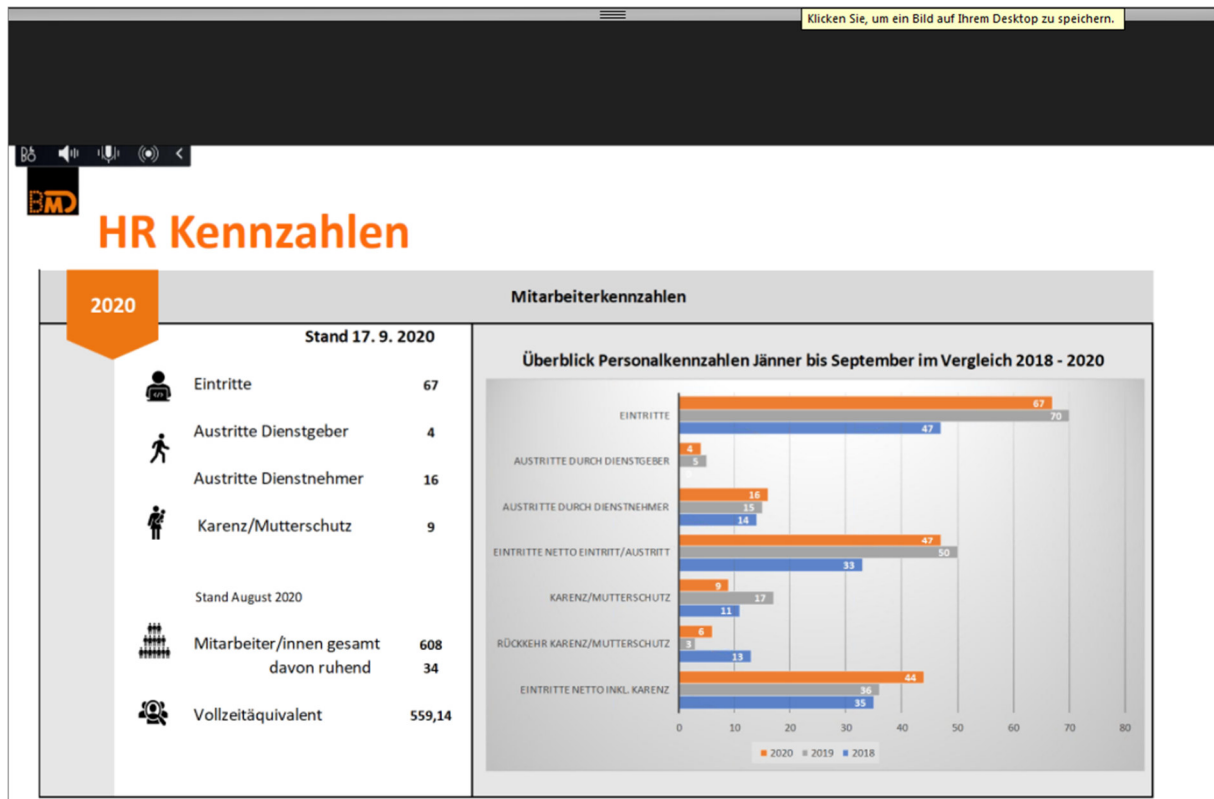 Klicken Sie, um ein Bild auf Ihrem Desktop zu speichern.
BMD
HR Kennzahlen
2020
Mitarbeiterkennzahlen
Stand 17. 9. 2020
Eintritte 67
Austritte Dienstgeber 4
Austritte Dienstnehmer 16
Karenz/Mutterschutz 9
Stand August 2020
Mitarbeiter/innen gesamt 608
davon ruhend 34
Vollzeitäquivalent 559,14
Überblick Personalkennzahlen Jänner bis September im Vergleich 2018 - 2020
67
EINTRITTE 70
47
4
AUSTRITTE DURCH DIENSTGEBER 5
16
AUSTRITTE DURCH DIENSTNEHMER 15
14
47
EINTRITTE NETTO EINTRITT/AUSTRITT 50
33
9
KARENZ/MUTTERSCHUTZ 17
11
6
RÜCKKEHR KARENZ/MUTTERSCHUTZ 3
13
44
EINTRITTE NETTO INKL. KARENZ 36
35
0 10 20 30 40 50 60 70 80
2020 2019 2018